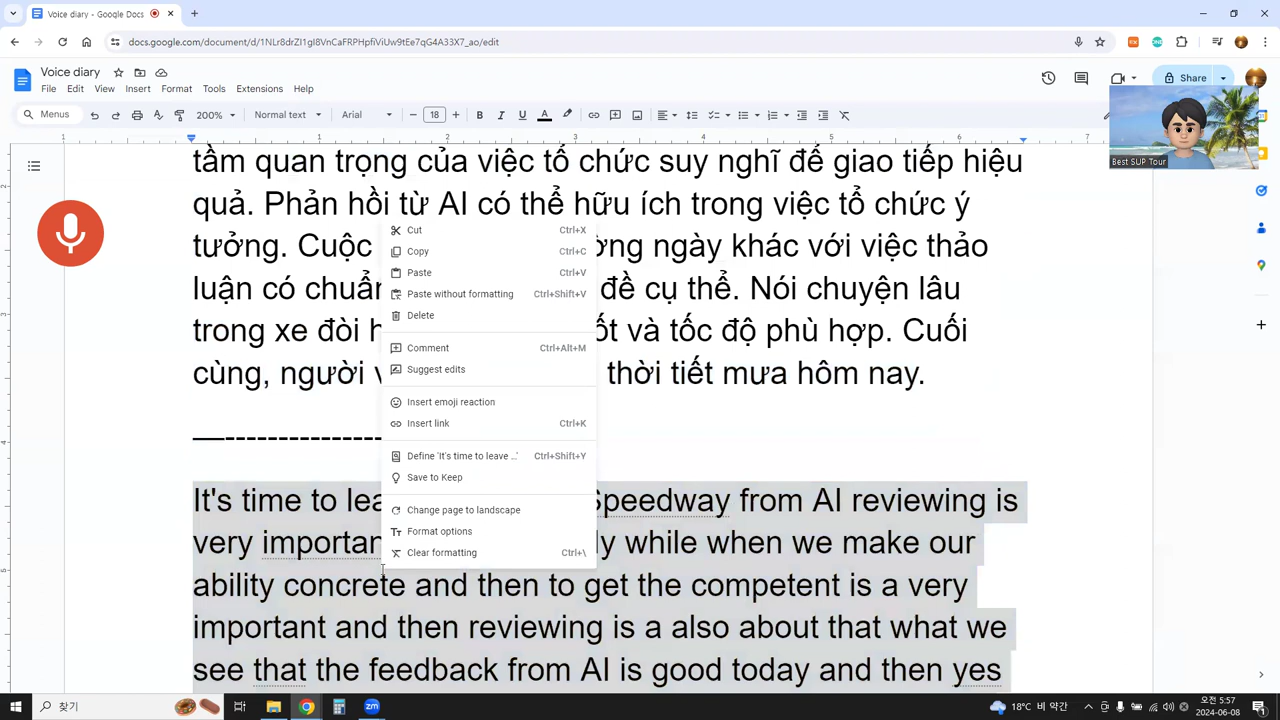 Voice diary - Google Docs
docs.google.com/document/d/1NLr8drZI1gI8VnCaFRPHpfiViUw9tEe7qG4A33X7_ao/edit
Voice diary
File Edit View Insert Format Tools Extensions Help
Share
Menus 200% Normal text Arial 18
Best SUP Tour
1 1 2 3 4 5 6 7
tầm quan trọng của việc tổ chức suy nghĩ để giao tiếp hiệu
quả. Phản hồi từ AI có thể hữu ích trong việc tổ chức ý
tưởng. Cuộc ờng ngày khác với việc thảo
luận có chuẩn đề cụ thể. Nói chuyện lâu
trong xe đòi h ốt và tốc độ phù hợp. Cuối
cùng, người v thời tiết mưa hôm nay.
Cut Ctrl+X
Copy Ctrl+C
Paste Ctrl+V
Paste without formatting Ctrl+Shift+V
Delete
Comment Ctrl+Alt+M
Suggest edits
Insert emoji reaction
Insert link Ctrl+K
Define 'It's time to leave ...' Ctrl+Shift+Y
Save to Keep
Change page to landscape
Format options
Clear formatting Ctrl+\
—---------------
It's time to lea Speedway from AI reviewing is
very importan ly while when we make our
ability concrete and then to get the competent is a very
important and then reviewing is a also about that what we
see that the feedback from AI is good today and then yes
찾기
18°C 비 약간
오전 5:57
2024-06-08